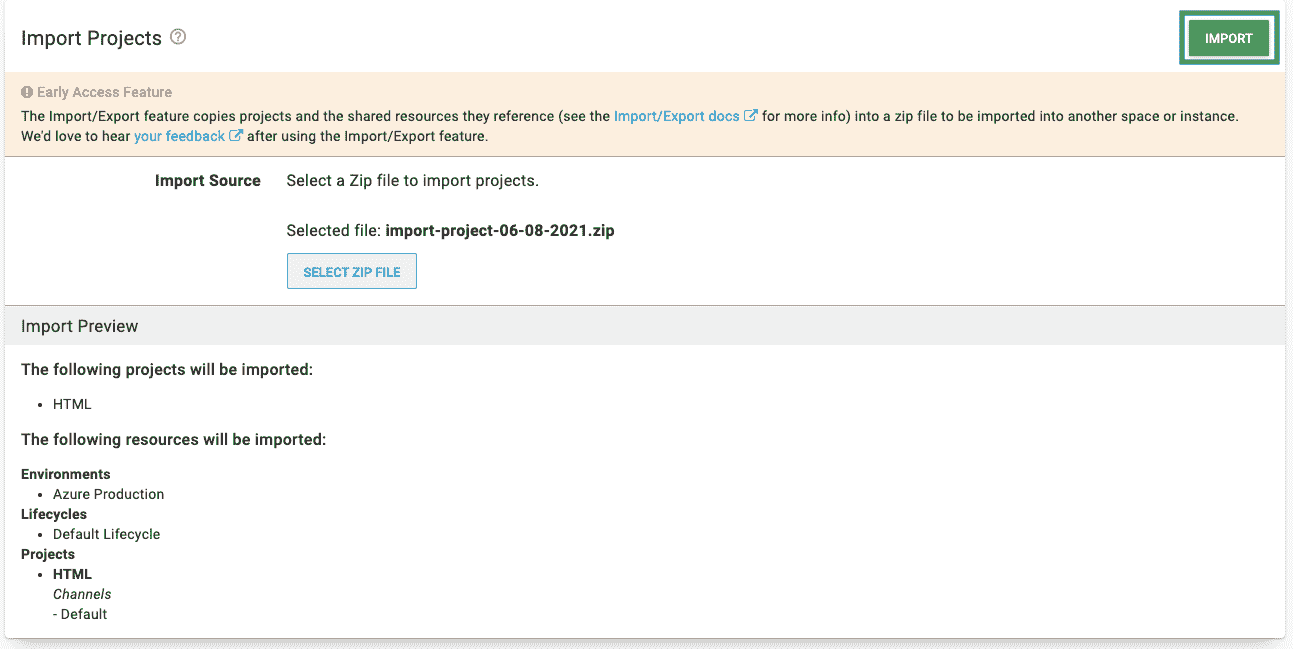 Import Projects
IMPORT
Early Access Feature
The Import/Export feature copies projects and the shared resources they reference (see the Import/Export docs for more info) into a zip file to be imported into another space or instance.
We'd love to hear your feedback after using the Import/Export feature.
Import Source
Select a Zip file to import projects.
Selected file: import-project-06-08-2021.zip
SELECT ZIP FILE
Import Preview
The following projects will be imported:
• HTML
The following resources will be imported:
Environments
• Azure Production
Lifecycles
• Default Lifecycle
Projects
• HTML
Channels
- Default